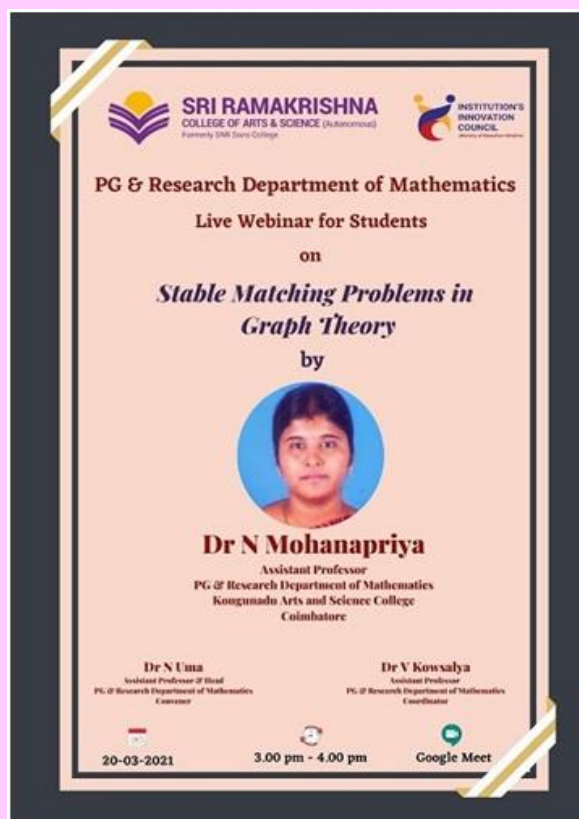 SRI RAMAKRISHNA
COLLEGE OF ARTS & SCIENCE (Autonomous)
Formerly SNR Sons College
INSTITUTION'S
INNOVATION
COUNCIL
(Ministry of Education Initiative)
PG & Research Department of Mathematics
Live Webinar for Students
on
Stable Matching Problems in
Graph Theory
by
Dr N Mohanapriya
Assistant Professor
PG & Research Department of Mathematics
Kongunadu Arts and Science College
Coimbatore
Dr N Uma
Assistant Professor & Head
PG & Research Department of Mathematics
Convener
Dr V Kowsalya
Assistant Professor
PG & Research Department of Mathematics
Coordinator
20-03-2021
3.00 pm - 4.00 pm
Google Meet